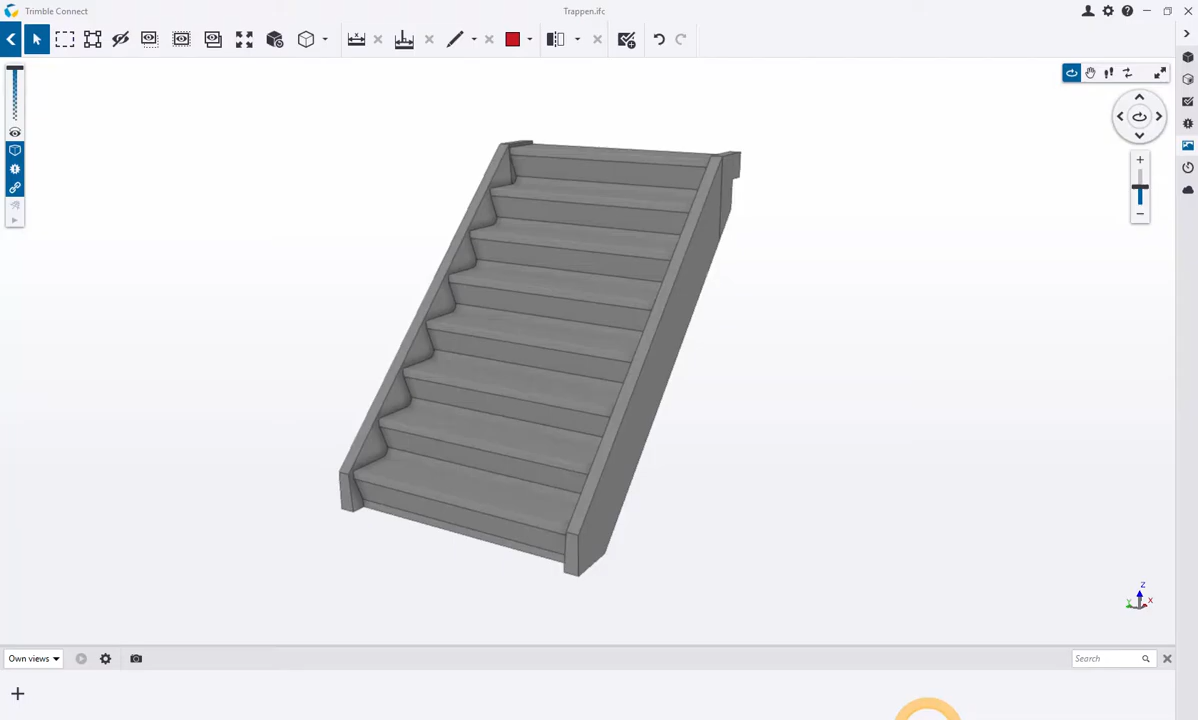 Trimble Connect
Trappen.ifc
Z
Y
X
Own views
Search